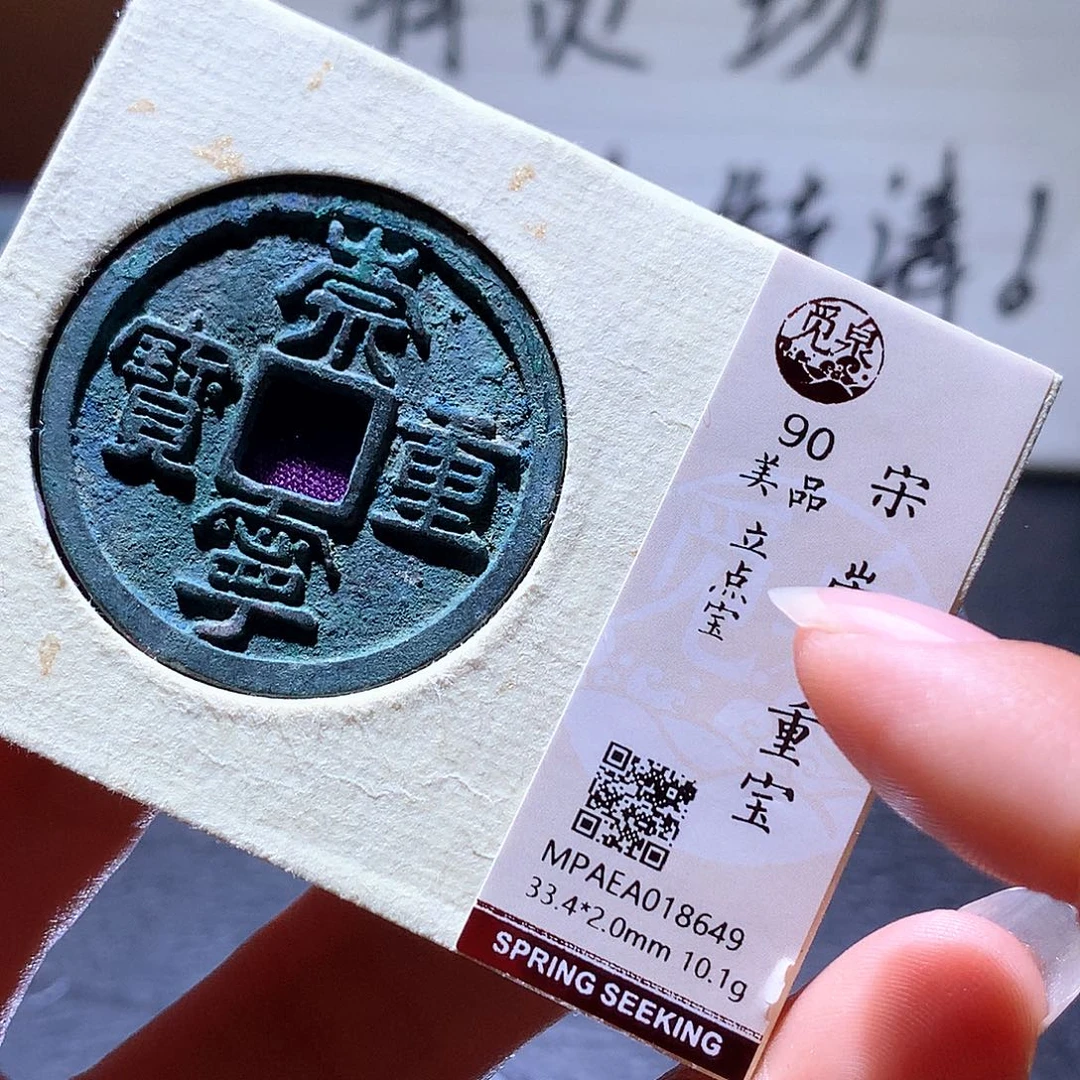 崇
重
寶
寧
覓泉
90
美品
立点宝
宋
崇
重宝
MPAEA018649
33.4*2.0mm 10.1g
SPRING SEEKING